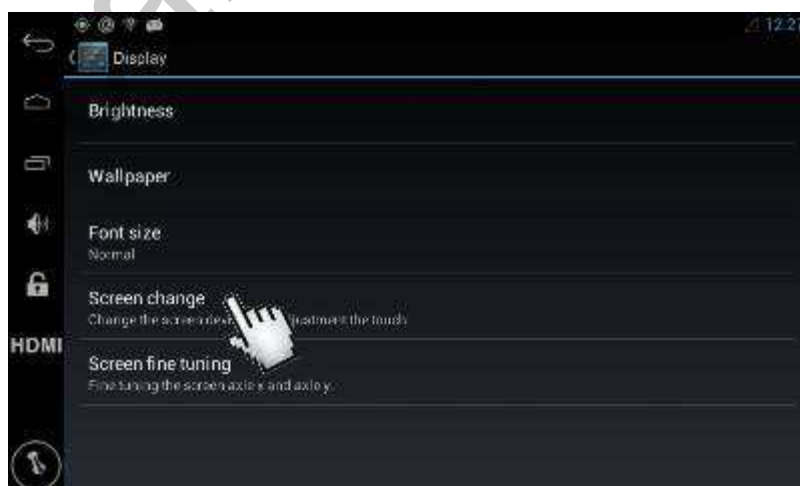 12:27
Display
Brightness
Wallpaper
Font size
Normal
Screen change
Change the screen justment the touch
HDMI
Screen fine tuning
Fine tuning the screen axle x and axle y.